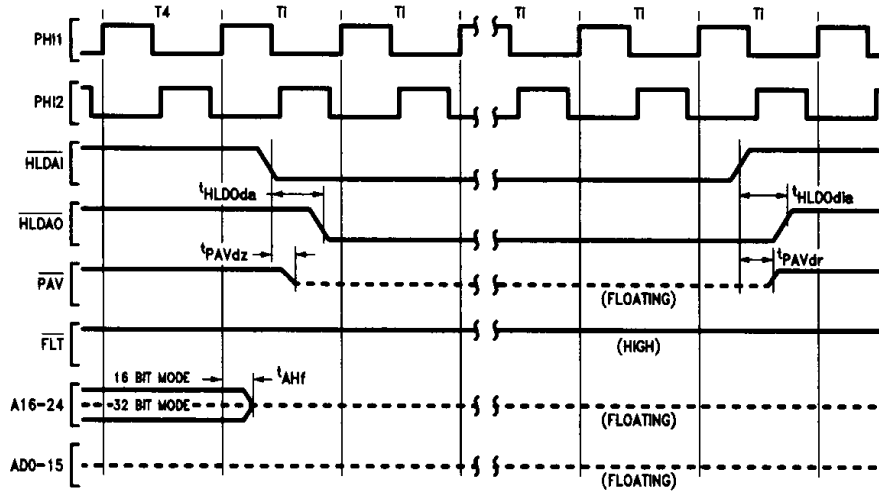 T4 Ti Ti Ti Ti Ti
PHI1
PHI2
HLDAI
tHLDOda tHLDOdia
HLDAO
tPAVdz tPAVdr
PAV
(FLOATING)
FLT
(HIGH)
16 BIT MODE tAHf
A16-24 32 BIT MODE
(FLOATING)
AD0-15
(FLOATING)